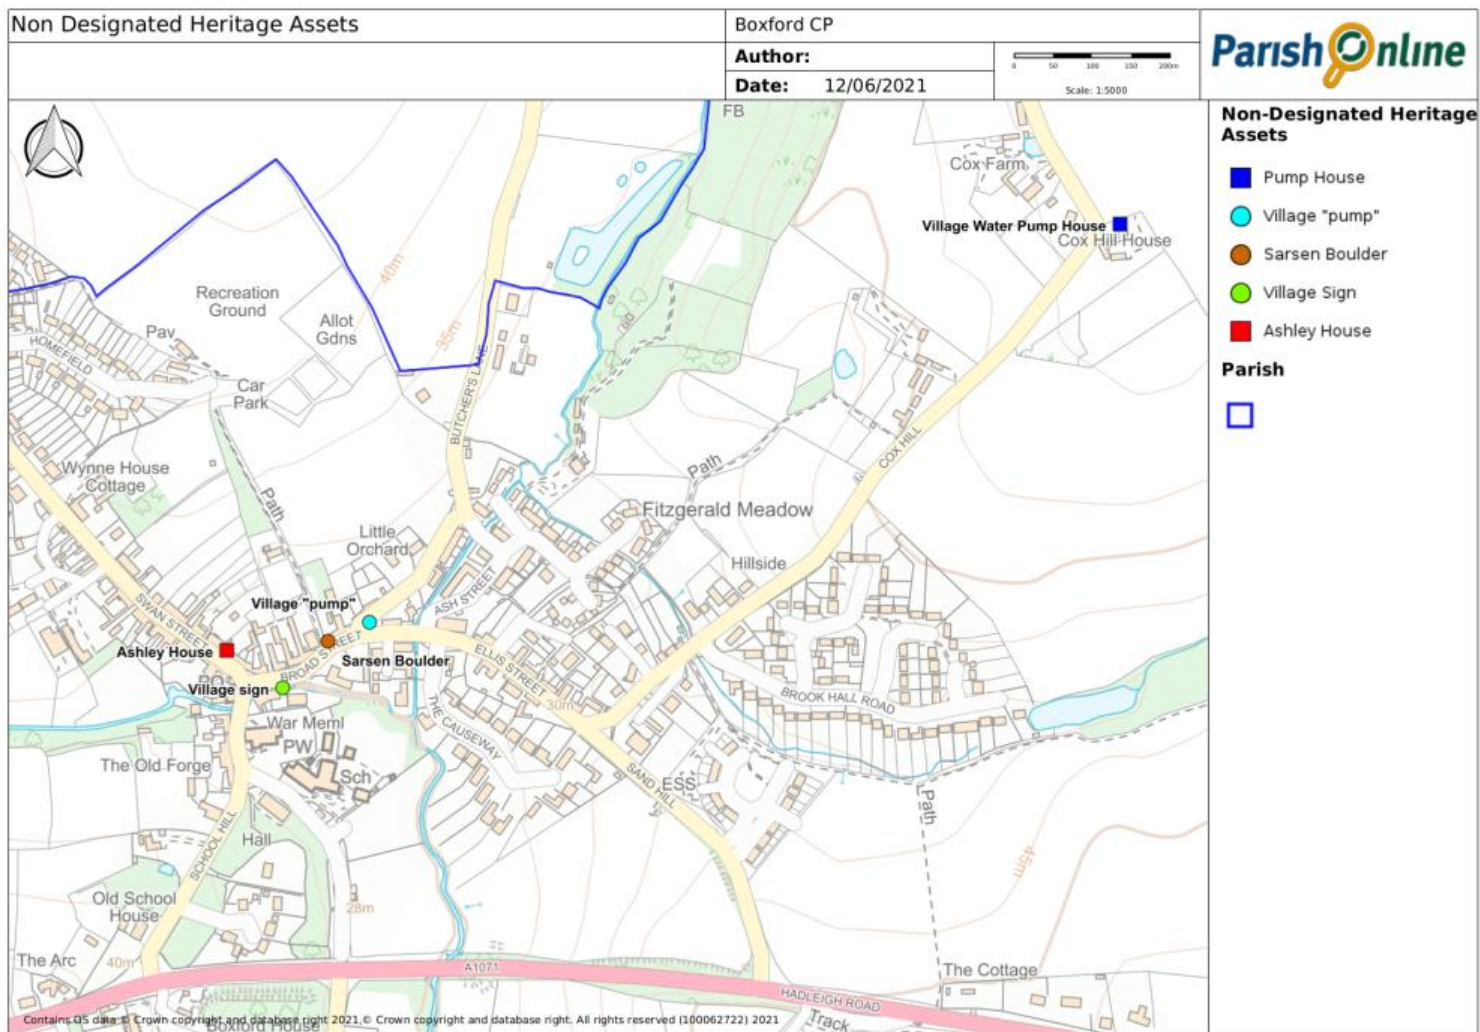 Non Designated Heritage Assets
Boxford CP
Author:
Date: 12/06/2021
0 50 100 150 200m
Scale: 1:5000
Parish Online
Non-Designated Heritage
Assets
Pump House
Village "pump"
Sarsen Boulder
Village Sign
Ashley House
Parish
FB
Cox Farm
Village Water Pump House
Cox Hill House
40m
Recreation
Ground
Allot
Gdns
35m
Pav
HOMEFIELD
Car
Park
BUTCHER'S LANE
COX HILL
Wynne House
Cottage
Path
Path
Fitzgerald Meadow
Little
Orchard
Hillside
Village "pump"
ASH STREET
SWAN STREET
Ashley House
BROAD STREET
Sarsen Boulder
ELLIS STREET
Village sign
BROOK HALL ROAD
30m
THE CAUSEWAY
War Meml
PW
The Old Forge
Sch
SAND HILL
ESS
Path
SCHOOL HILL
Hall
45m
Old School
House
28m
The Arc
40m
A1071
The Cottage
HADLEIGH ROAD
Track
Boxford House
Contains OS data © Crown copyright and database right 2021,© Crown copyright and database right. All rights reserved (100062722) 2021